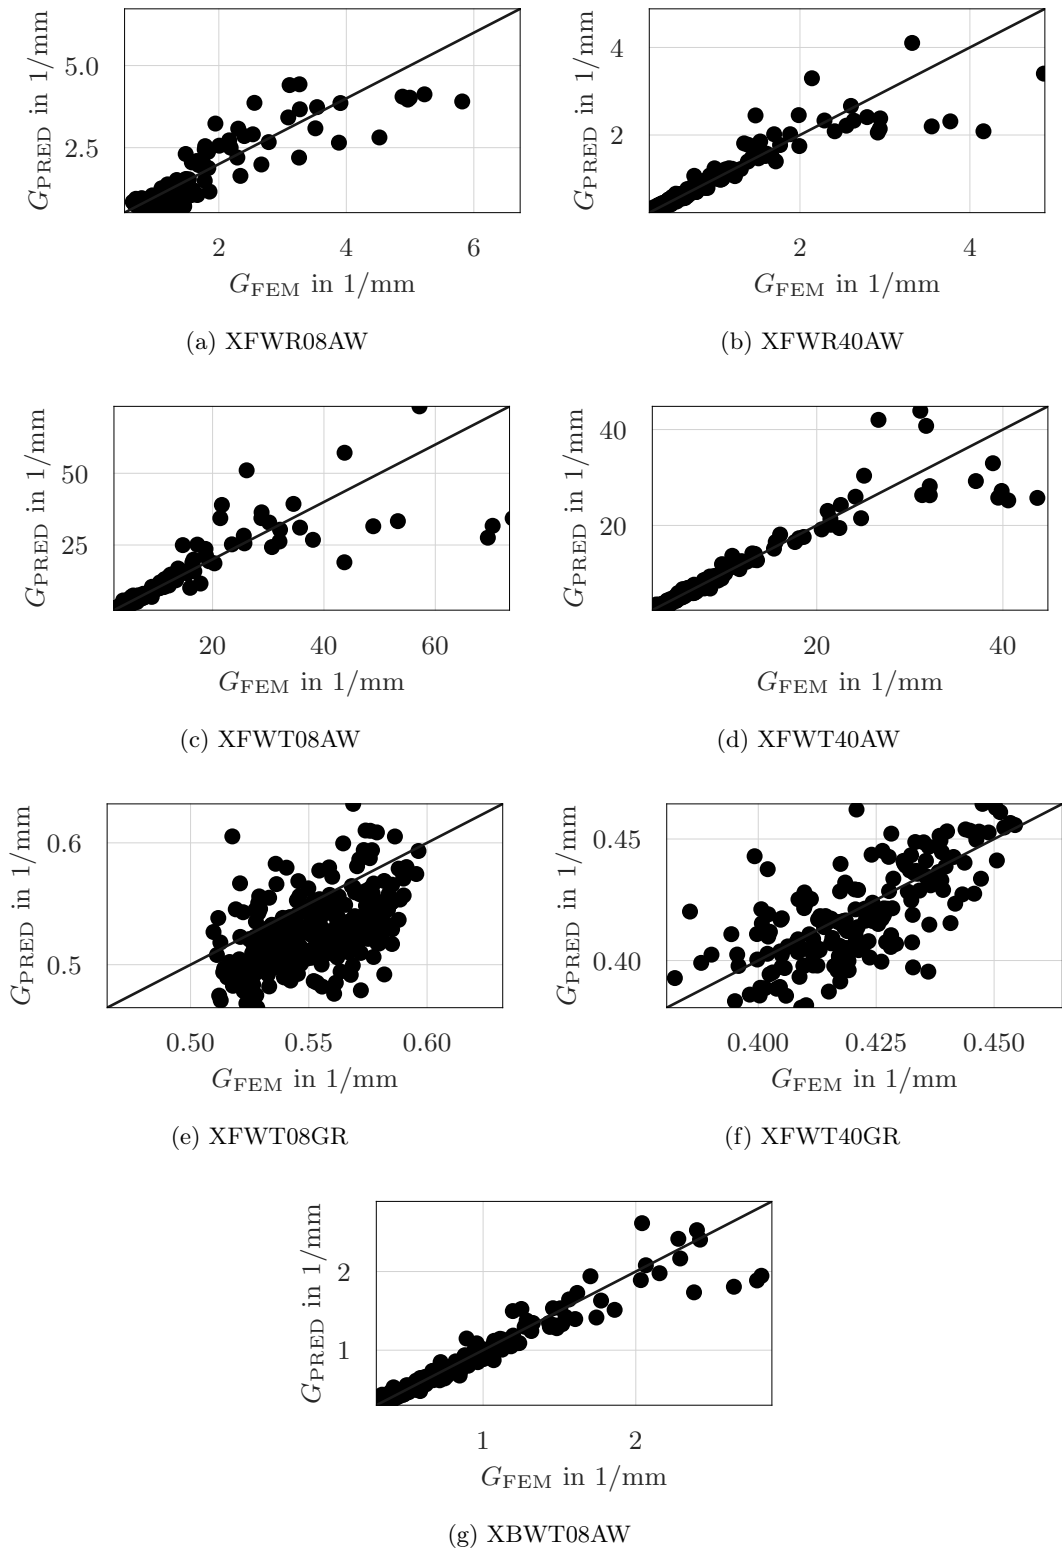 G_PRED in 1/mm
5.0
2.5
2 4 6
G_FEM in 1/mm
(a) XFWR08AW
G_PRED in 1/mm
4
2
2 4
G_FEM in 1/mm
(b) XFWR40AW
G_PRED in 1/mm
50
25
20 40 60
G_FEM in 1/mm
(c) XFWT08AW
G_PRED in 1/mm
40
20
20 40
G_FEM in 1/mm
(d) XFWT40AW
G_PRED in 1/mm
0.6
0.5
0.50 0.55 0.60
G_FEM in 1/mm
(e) XFWT08GR
G_PRED in 1/mm
0.45
0.40
0.400 0.425 0.450
G_FEM in 1/mm
(f) XFWT40GR
G_PRED in 1/mm
2
1
1 2
G_FEM in 1/mm
(g) XBWT08AW